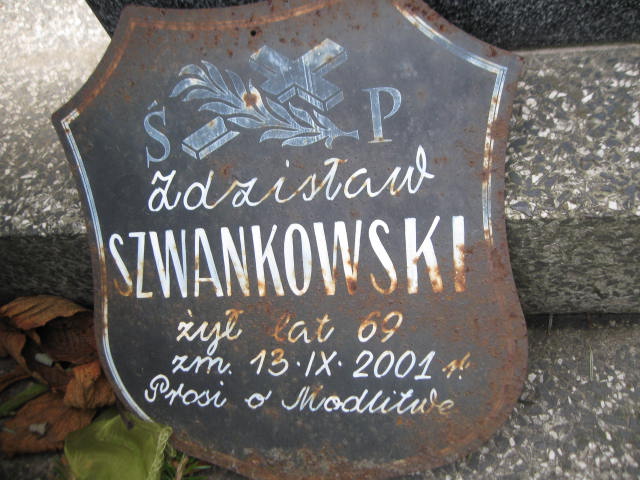 Ś P
Zdzisław
SZWANKOWSKI
żył lat 69
zm. 13·IX·2001 r.
Prosi o Modlitwę